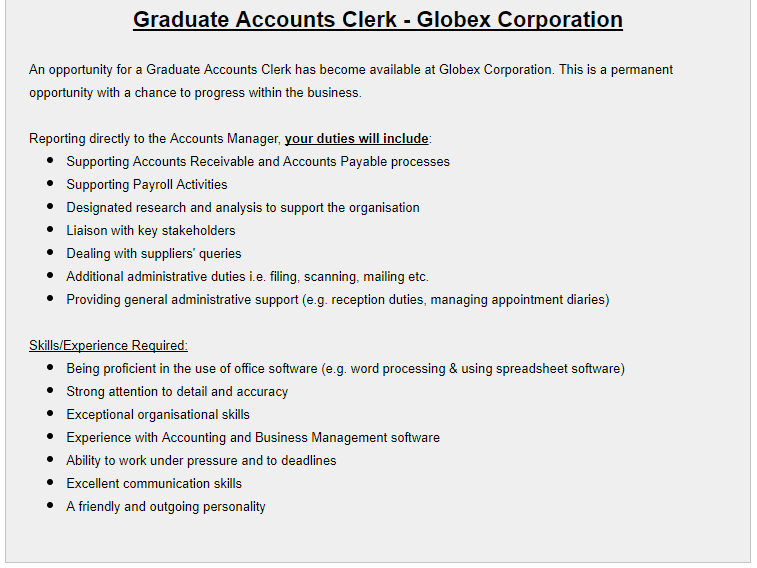 Graduate Accounts Clerk - Globex Corporation
An opportunity for a Graduate Accounts Clerk has become available at Globex Corporation. This is a permanent
opportunity with a chance to progress within the business.
Reporting directly to the Accounts Manager, your duties will include:
• Supporting Accounts Receivable and Accounts Payable processes
• Supporting Payroll Activities
• Designated research and analysis to support the organisation
• Liaison with key stakeholders
• Dealing with suppliers' queries
• Additional administrative duties i.e. filing, scanning, mailing etc.
• Providing general administrative support (e.g. reception duties, managing appointment diaries)
Skills/Experience Required:
• Being proficient in the use of office software (e.g. word processing & using spreadsheet software)
• Strong attention to detail and accuracy
• Exceptional organisational skills
• Experience with Accounting and Business Management software
• Ability to work under pressure and to deadlines
• Excellent communication skills
• A friendly and outgoing personality